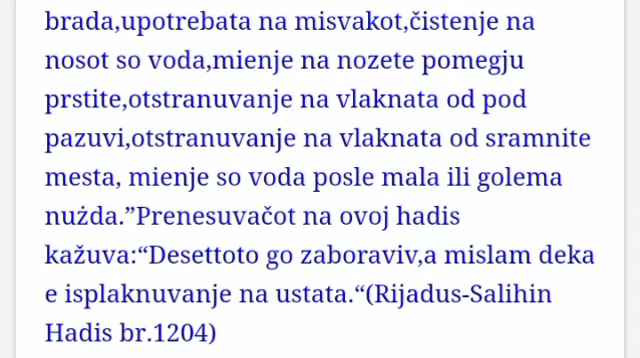 brada,upotrebata na misvakot,čistenje na
nosot so voda,mienje na nozete pomegju
prstite,otstranuvanje na vlaknata od pod
pazuvi,otstranuvanje na vlaknata od sramnite
mesta, mienje so voda posle mala ili golema
nużda.”Prenesuvačot na ovoj hadis
kažuva:“Desettoto go zaboraviv,a mislam deka
e isplaknuvanje na ustata.“(Rijadus-Salihin
Hadis br.1204)